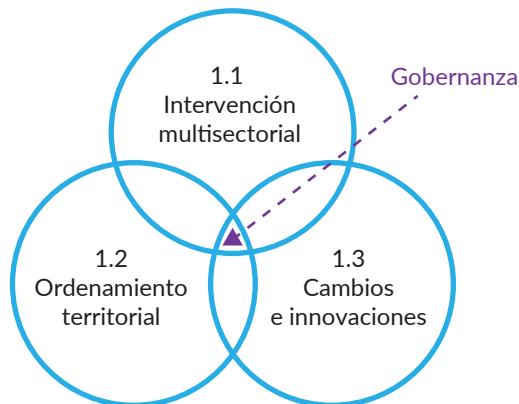 1.1
Intervención
multisectorial
Gobernanza
1.2
Ordenamiento
territorial
1.3
Cambios
e innovaciones